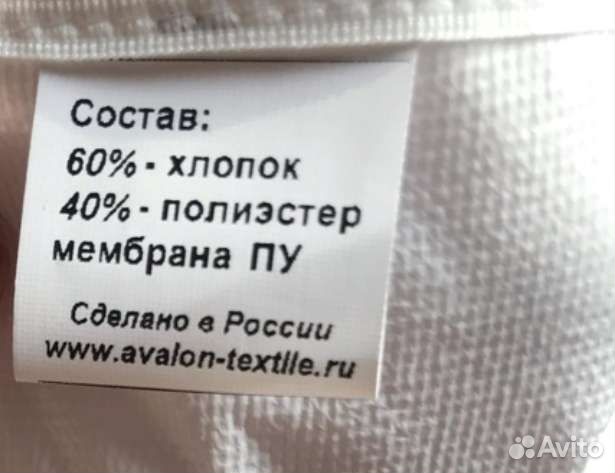 Состав:
60% - хлопок
40% - полиэстер
мембрана ПУ
Сделано в России
www.avalon-textile.ru
Avito